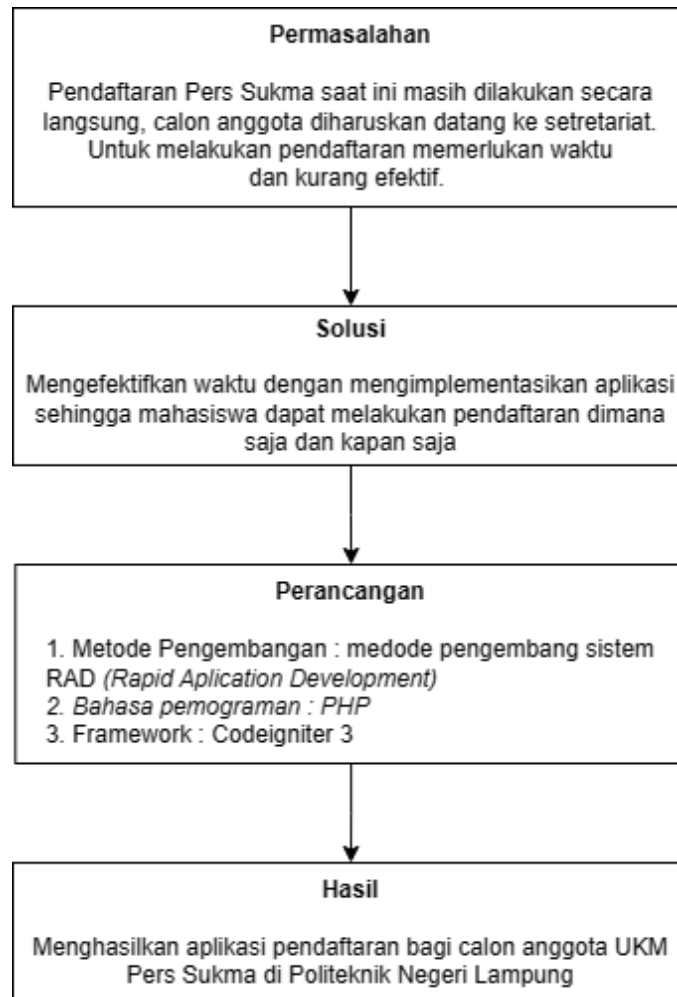 Permasalahan
Pendaftaran Pers Sukma saat ini masih dilakukan secara
langsung, calon anggota diharuskan datang ke setretariat.
Untuk melakukan pendaftaran memerlukan waktu
dan kurang efektif.
Solusi
Mengefektifkan waktu dengan mengimplementasikan aplikasi
sehingga mahasiswa dapat melakukan pendaftaran dimana
saja dan kapan saja
Perancangan
1. Metode Pengembangan : medode pengembang sistem
RAD (Rapid Aplication Development)
2. Bahasa pemograman : PHP
3. Framework : Codeigniter 3
Hasil
Menghasilkan aplikasi pendaftaran bagi calon anggota UKM
Pers Sukma di Politeknik Negeri Lampung